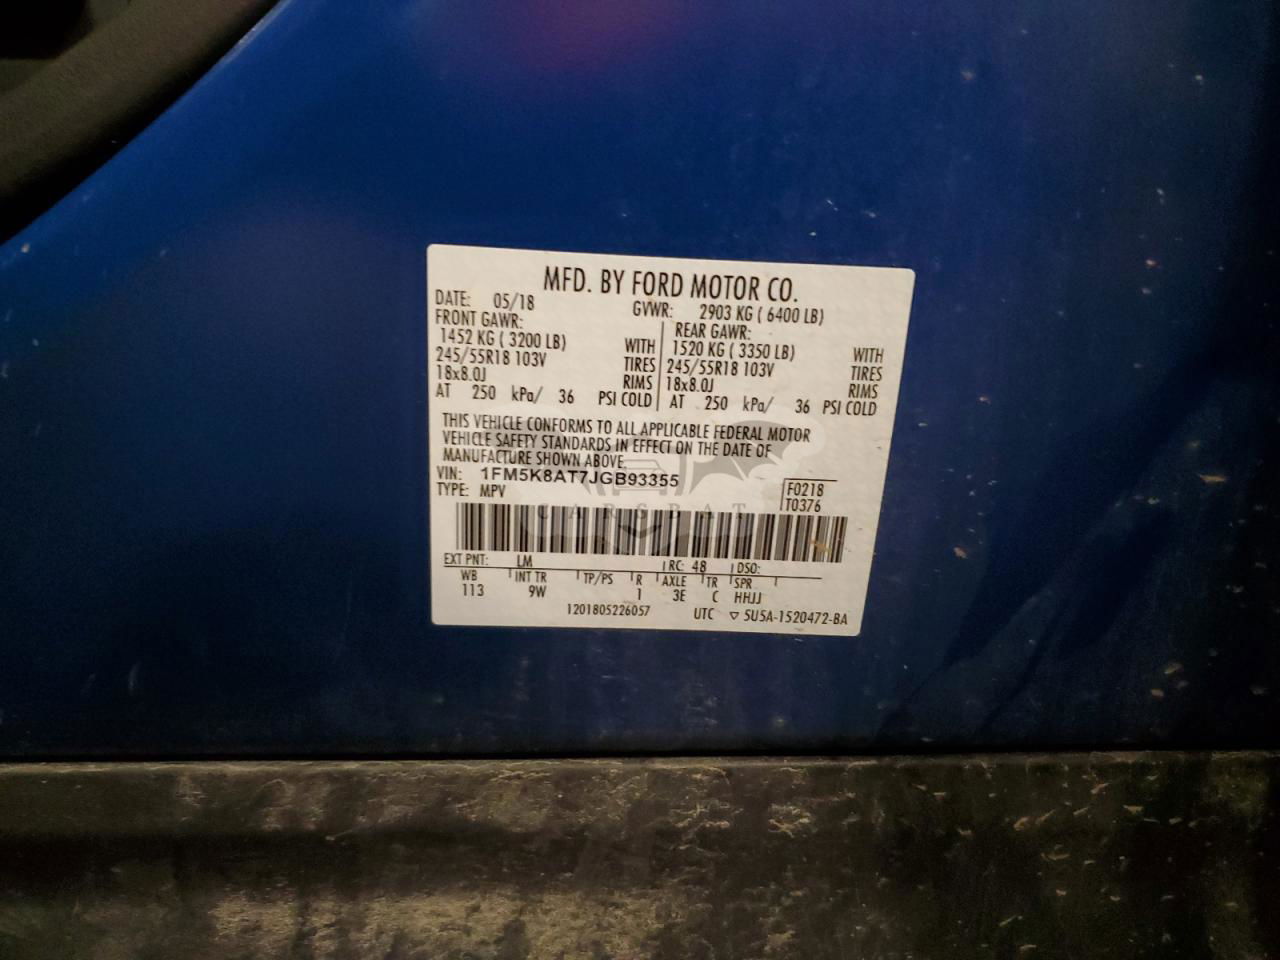 MFD. BY FORD MOTOR CO.
DATE: 05/18 GVWR: 2903 KG ( 6400 LB)
FRONT GAWR: REAR GAWR:
1452 KG ( 3200 LB) WITH 1520 KG ( 3350 LB) WITH
245/55R18 103V TIRES 245/55R18 103V TIRES
18x8.0J RIMS 18x8.0J RIMS
AT 250 kPa/ 36 PSI COLD AT 250 kPa/ 36 PSI COLD
THIS VEHICLE CONFORMS TO ALL APPLICABLE FEDERAL MOTOR
VEHICLE SAFETY STANDARDS IN EFFECT ON THE DATE OF
MANUFACTURE SHOWN ABOVE.
VIN: 1FM5K8AT7JGB93355
TYPE: MPV F0218
T0376
CARSBAT
EXT PNT: LM RC: 48 DSO:
WB INT TR TP/PS R AXLE TR SPR
113 9W 1 3E C HHJJ
1201805226057 UTC ▽ 5U5A-1520472-BA